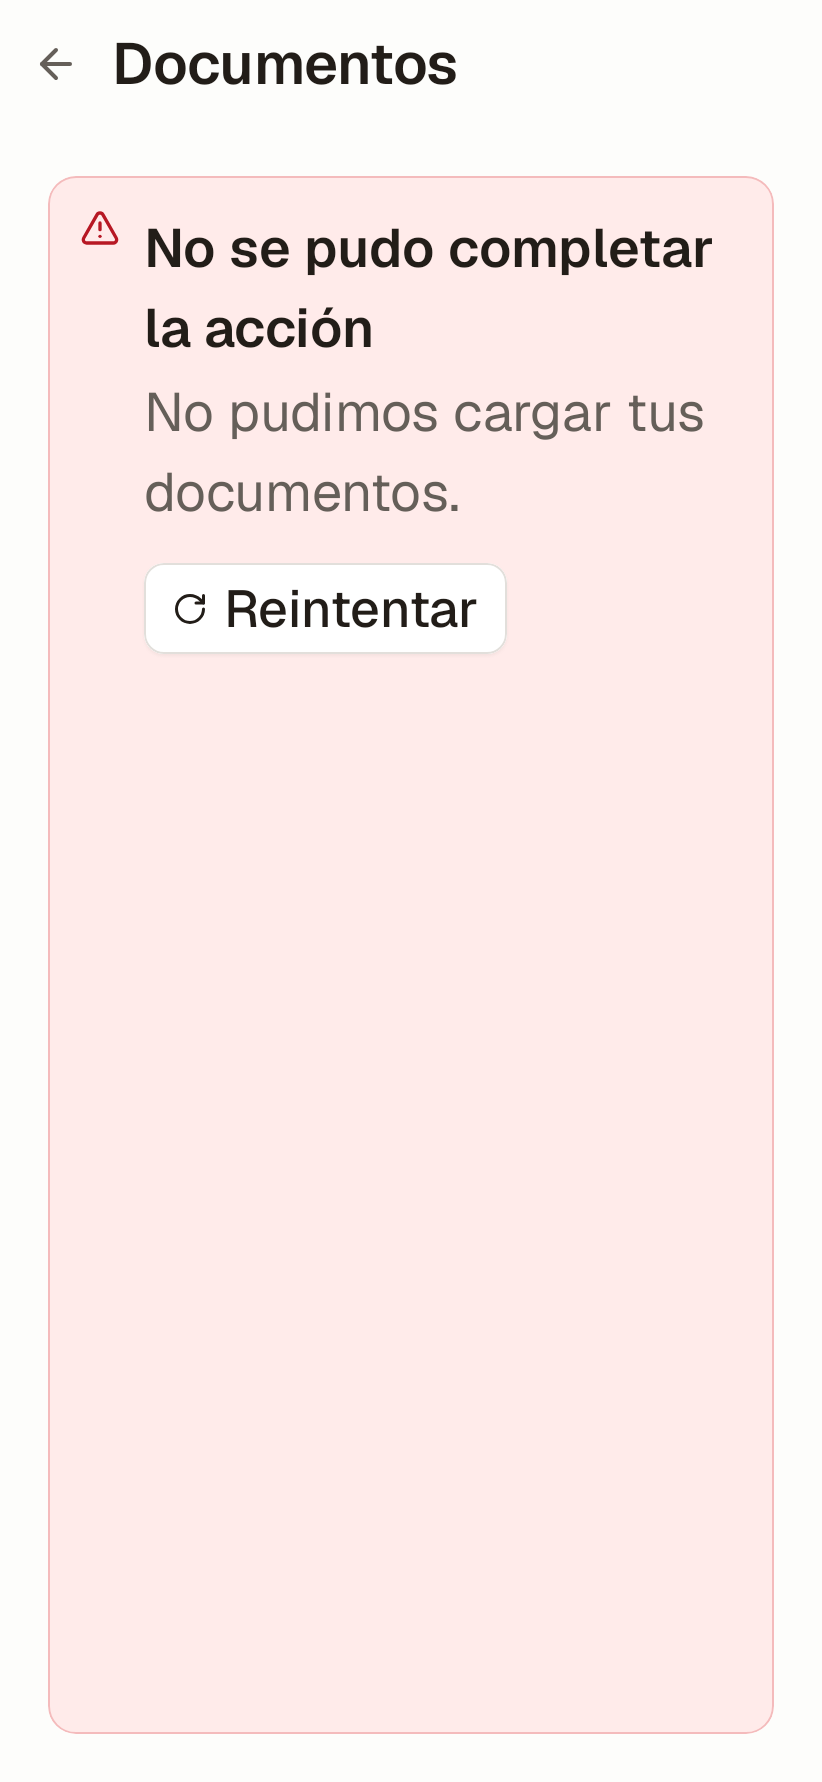 Documentos
No se pudo completar
la acción
No pudimos cargar tus
documentos.
Reintentar